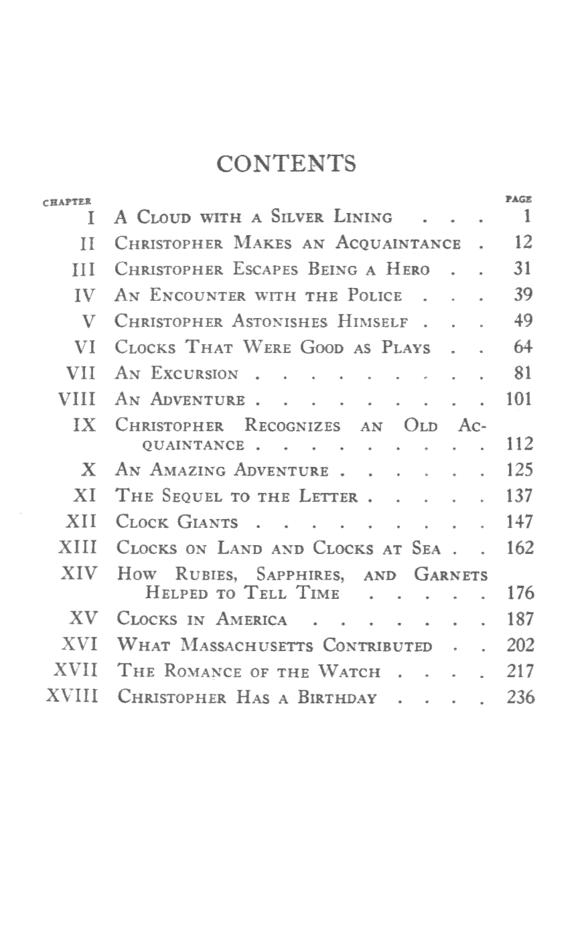 CONTENTS
CHAPTER PAGE
I A Cloud with a Silver Lining . . . 1
II Christopher Makes an Acquaintance . 12
III Christopher Escapes Being a Hero . . 31
IV An Encounter with the Police . . . 39
V Christopher Astonishes Himself . . . 49
VI Clocks That Were Good as Plays . . 64
VII An Excursion . . . . . . . . . 81
VIII An Adventure . . . . . . . . . 101
IX Christopher Recognizes an Old Ac-
quaintance . . . . . . . . . 112
X An Amazing Adventure . . . . . . 125
XI The Sequel to the Letter . . . . . 137
XII Clock Giants . . . . . . . . . 147
XIII Clocks on Land and Clocks at Sea . . 162
XIV How Rubies, Sapphires, and Garnets
Helped to Tell Time . . . . . 176
XV Clocks in America . . . . . . . 187
XVI What Massachusetts Contributed . . 202
XVII The Romance of the Watch . . . . 217
XVIII Christopher Has a Birthday . . . . 236